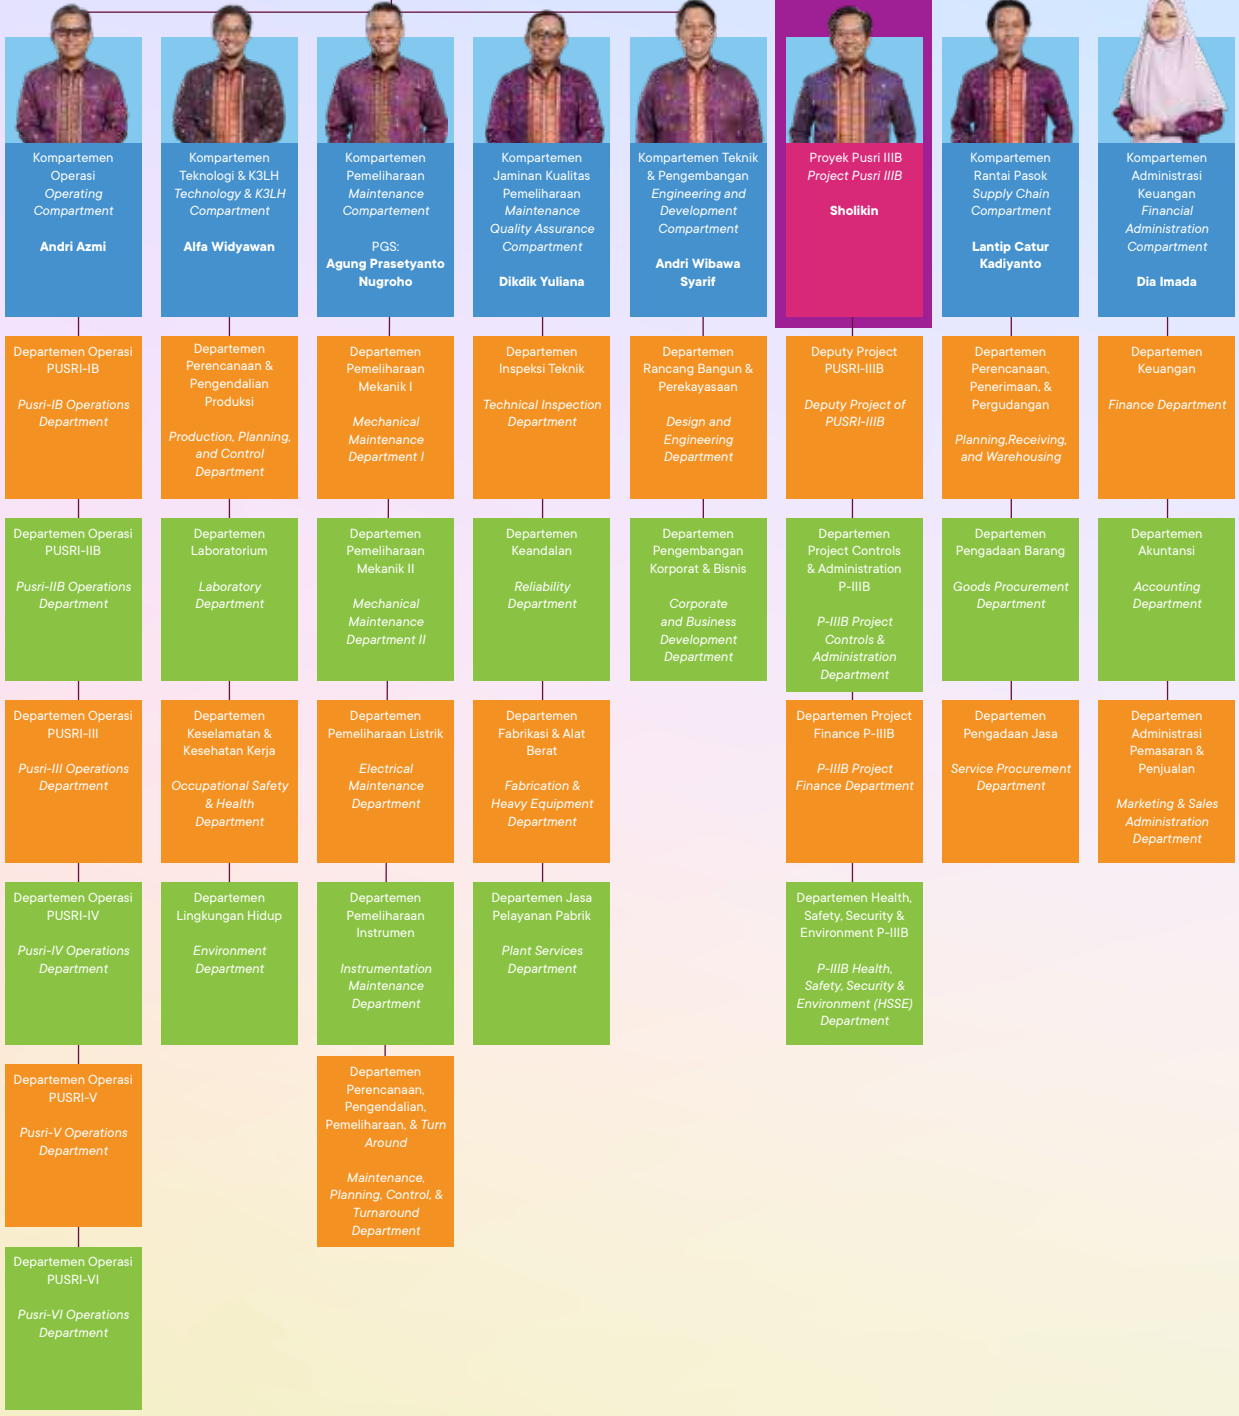 Kompartemen
Operasi
Operating
Compartment
Andri Azmi
Kompartemen
Teknologi & K3LH
Technology & K3LH
Compartment
Alfa Widyawan
Kompartemen
Pemeliharaan
Maintenance
Compartement
PGS:
Agung Prasetyanto
Nugroho
Kompartemen
Jaminan Kualitas
Pemeliharaan
Maintenance
Quality Assurance
Compartment
Dikdik Yuliana
Kompartemen Teknik
& Pengembangan
Engineering and
Development
Compartment
Andri Wibawa
Syarif
Proyek Pusri IIIB
Project Pusri IIIB
Sholikin
Kompartemen
Rantai Pasok
Supply Chain
Compartment
Lantip Catur
Kadiyanto
Kompartemen
Administrasi
Keuangan
Financial
Administration
Compartment
Dia Imada
Departemen Operasi
PUSRI-IB
Pusri-IB Operations
Department
Departemen
Perencanaan &
Pengendalian
Produksi
Production, Planning,
and Control
Department
Departemen
Pemeliharaan
Mekanik I
Mechanical
Maintenance
Department I
Departemen
Inspeksi Teknik
Technical Inspection
Department
Departemen
Rancang Bangun &
Perekayasaan
Design and
Engineering
Department
Deputy Project
PUSRI-IIIB
Deputy Project of
PUSRI-IIIB
Departemen
Perencanaan,
Penerimaan, &
Pergudangan
Planning,Receiving,
and Warehousing
Departemen
Keuangan
Finance Department
Departemen Operasi
PUSRI-IIB
Pusri-IIB Operations
Department
Departemen
Laboratorium
Laboratory
Department
Departemen
Pemeliharaan
Mekanik II
Mechanical
Maintenance
Department II
Departemen
Keandalan
Reliability
Department
Departemen
Pengembangan
Korporat & Bisnis
Corporate
and Business
Development
Department
Departemen
Project Controls
& Administration
P-IIIB
P-IIIB Project
Controls &
Administration
Department
Departemen
Pengadaan Barang
Goods Procurement
Department
Departemen
Akuntansi
Accounting
Department
Departemen Operasi
PUSRI-III
Pusri-III Operations
Department
Departemen
Keselamatan &
Kesehatan Kerja
Occupational Safety
& Health
Department
Departemen
Pemeliharaan Listrik
Electrical
Maintenance
Department
Departemen
Fabrikasi & Alat
Berat
Fabrication &
Heavy Equipment
Department
Departemen Project
Finance P-IIIB
P-IIIB Project
Finance Department
Departemen
Pengadaan Jasa
Service Procurement
Department
Departemen
Administrasi
Pemasaran &
Penjualan
Marketing & Sales
Administration
Department
Departemen Operasi
PUSRI-IV
Pusri-IV Operations
Department
Departemen
Lingkungan Hidup
Environment
Department
Departemen
Pemeliharaan
Instrumen
Instrumentation
Maintenance
Department
Departemen Jasa
Pelayanan Pabrik
Plant Services
Department
Departemen Health,
Safety, Security &
Environment P-IIIB
P-IIIB Health,
Safety, Security &
Environment (HSSE)
Department
Departemen Operasi
PUSRI-V
Pusri-V Operations
Department
Departemen
Perencanaan,
Pengendalian,
Pemeliharaan, & Turn
Around
Maintenance,
Planning, Control, &
Turnaround
Department
Departemen Operasi
PUSRI-VI
Pusri-VI Operations
Department